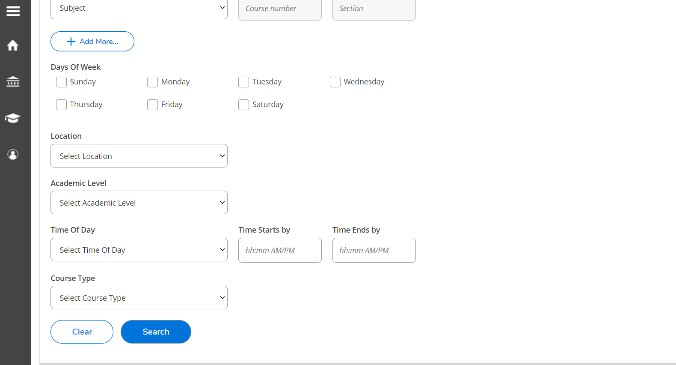 Subject Course number Section
+ Add More...
Days Of Week
Sunday Monday Tuesday Wednesday
Thursday Friday Saturday
Location
Select Location
Academic Level
Select Academic Level
Time Of Day Time Starts by Time Ends by
Select Time Of Day hh:mm AM/PM hh:mm AM/PM
Course Type
Select Course Type
Clear Search